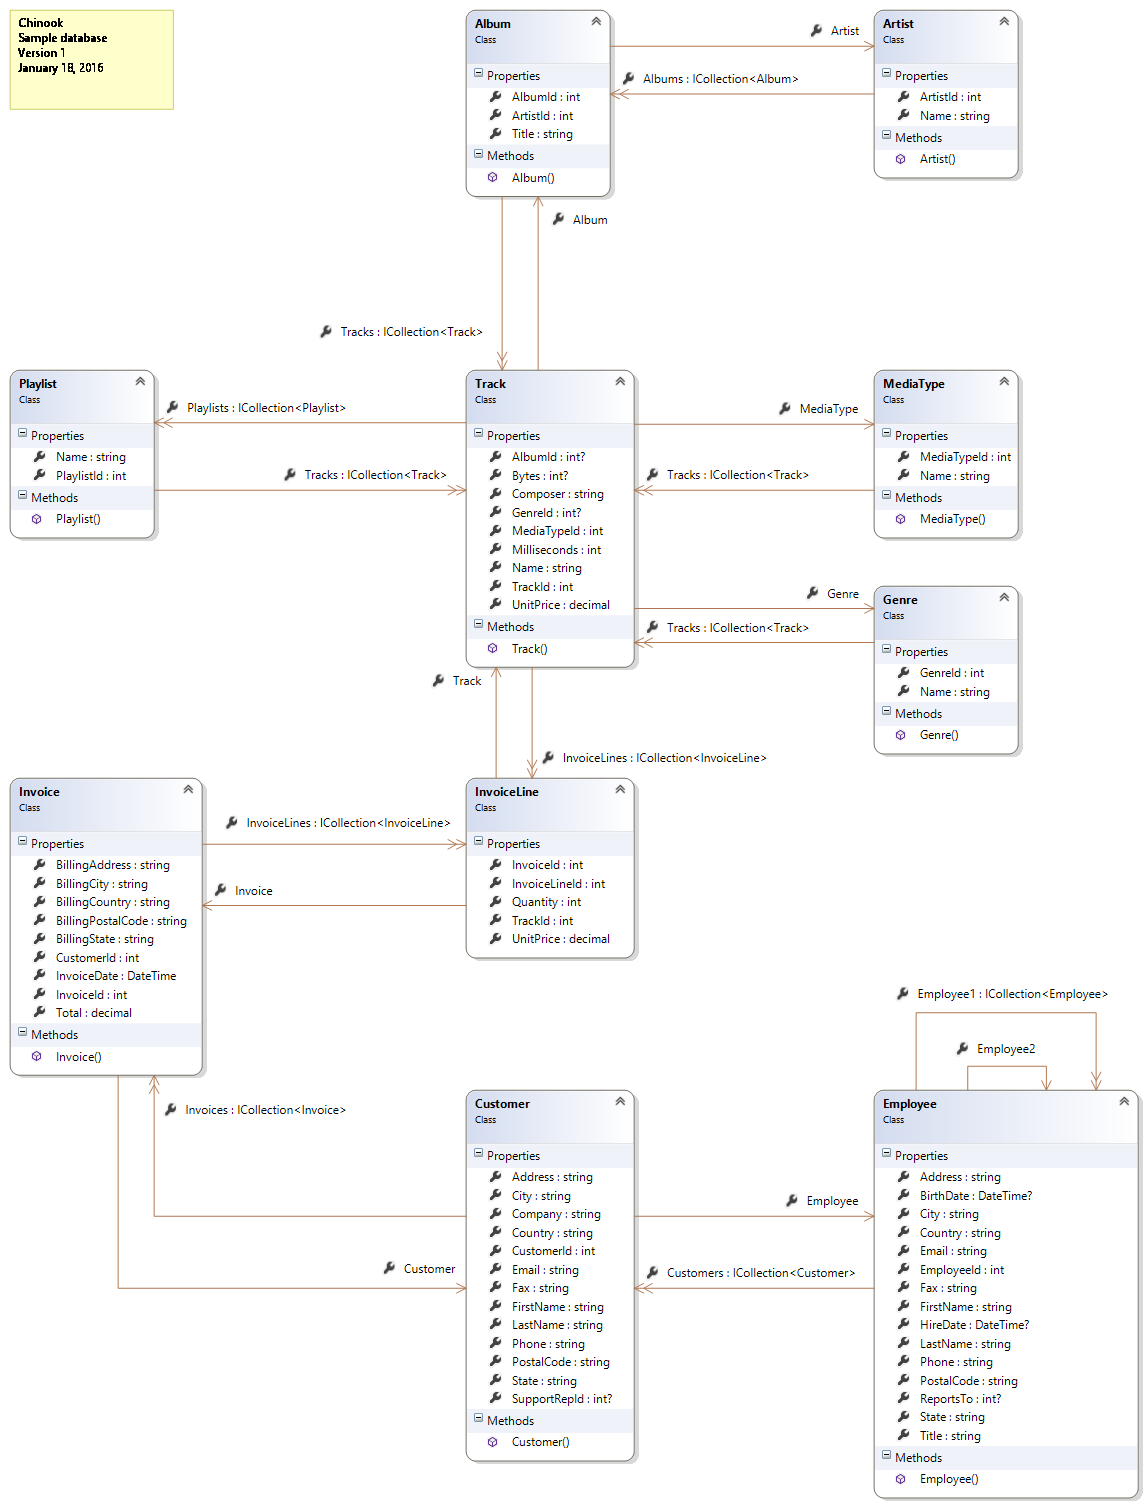 Chinook
Sample database
Version 1
January 18, 2016
Album
Class
Properties
AlbumId : int
ArtistId : int
Title : string
Methods
Album()
Artist
Albums : ICollection<Album>
Artist
Class
Properties
ArtistId : int
Name : string
Methods
Artist()
Album
Tracks : ICollection<Track>
Playlist
Class
Properties
Name : string
PlaylistId : int
Methods
Playlist()
Playlists : ICollection<Playlist>
Tracks : ICollection<Track>
Track
Class
Properties
AlbumId : int?
Bytes : int?
Composer : string
GenreId : int?
MediaTypeId : int
Milliseconds : int
Name : string
TrackId : int
UnitPrice : decimal
Methods
Track()
MediaType
Tracks : ICollection<Track>
MediaType
Class
Properties
MediaTypeId : int
Name : string
Methods
MediaType()
Genre
Tracks : ICollection<Track>
Genre
Class
Properties
GenreId : int
Name : string
Methods
Genre()
Track
InvoiceLines : ICollection<InvoiceLine>
Invoice
Class
Properties
BillingAddress : string
BillingCity : string
BillingCountry : string
BillingPostalCode : string
BillingState : string
CustomerId : int
InvoiceDate : DateTime
InvoiceId : int
Total : decimal
Methods
Invoice()
InvoiceLines : ICollection<InvoiceLine>
Invoice
InvoiceLine
Class
Properties
InvoiceId : int
InvoiceLineId : int
Quantity : int
TrackId : int
UnitPrice : decimal
Employee1 : ICollection<Employee>
Employee2
Invoices : ICollection<Invoice>
Customer
Customer
Class
Properties
Address : string
City : string
Company : string
Country : string
CustomerId : int
Email : string
Fax : string
FirstName : string
LastName : string
Phone : string
PostalCode : string
State : string
SupportRepId : int?
Methods
Customer()
Employee
Customers : ICollection<Customer>
Employee
Class
Properties
Address : string
BirthDate : DateTime?
City : string
Country : string
Email : string
EmployeeId : int
Fax : string
FirstName : string
HireDate : DateTime?
LastName : string
Phone : string
PostalCode : string
ReportsTo : int?
State : string
Title : string
Methods
Employee()